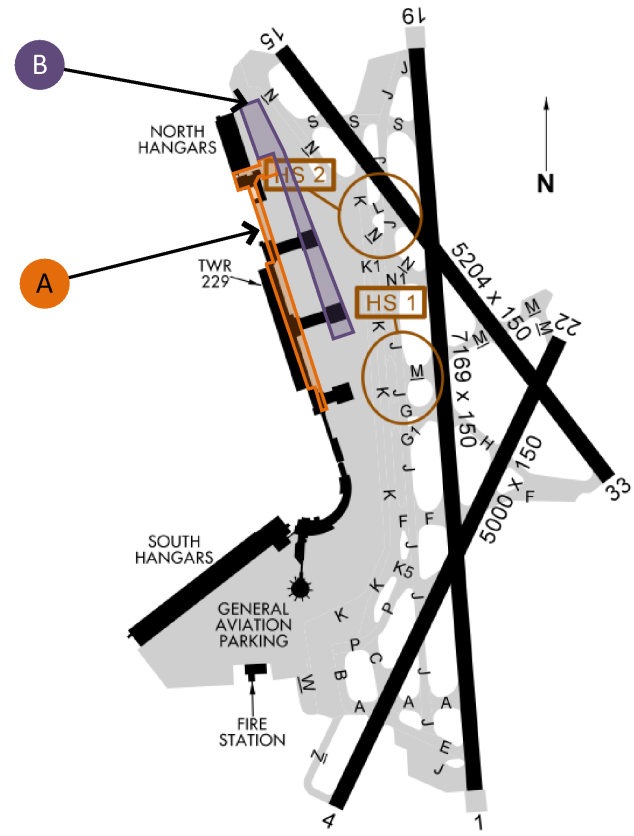 19
15
B
J
N
J
S
S
S
NORTH
HANGARS
N
J
HS 2
K
L
J
N
N
A
TWR
229
K1
N
N1
HS 1
5204 x 150
K
J
M
M
22
M
7169 x 150
M
K
J
G
G1
H
J
5000 x 150
33
K
F
F
F
SOUTH
HANGARS
J
K5
K
J
P
GENERAL
AVIATION
PARKING
K
P
C
B
J
W
A
A
A
J
FIRE
STATION
E
N
J
4
1